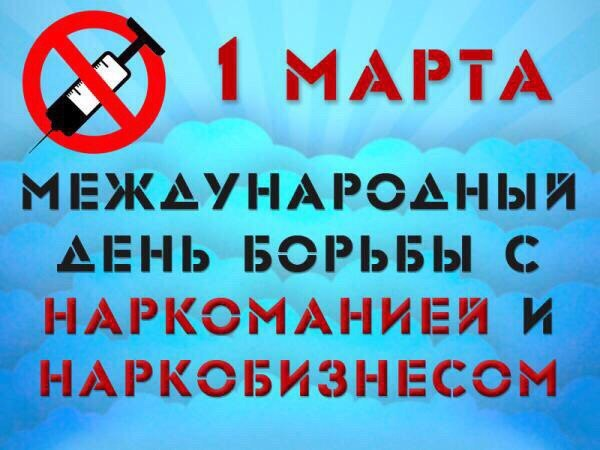 1 МАРТА
МЕЖДУНАРОДНЫЙ
ДЕНЬ БОРЬБЫ С
НАРКОМАНИЕЙ И
НАРКОБИЗНЕСОМ